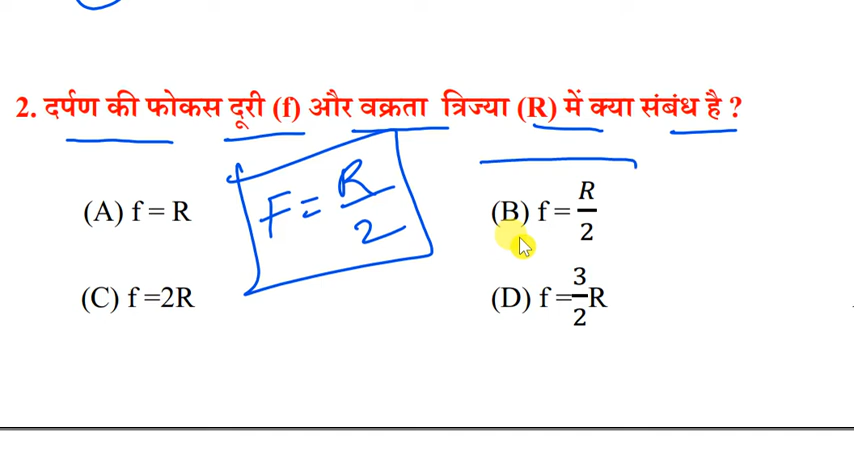 2. दर्पण की फोकस दूरी (f) और वक्रता त्रिज्या (R) में क्या संबंध है ?
(A) f = R
F = R/2
(B) f = R/2
(C) f =2R
(D) f = 3/2 R